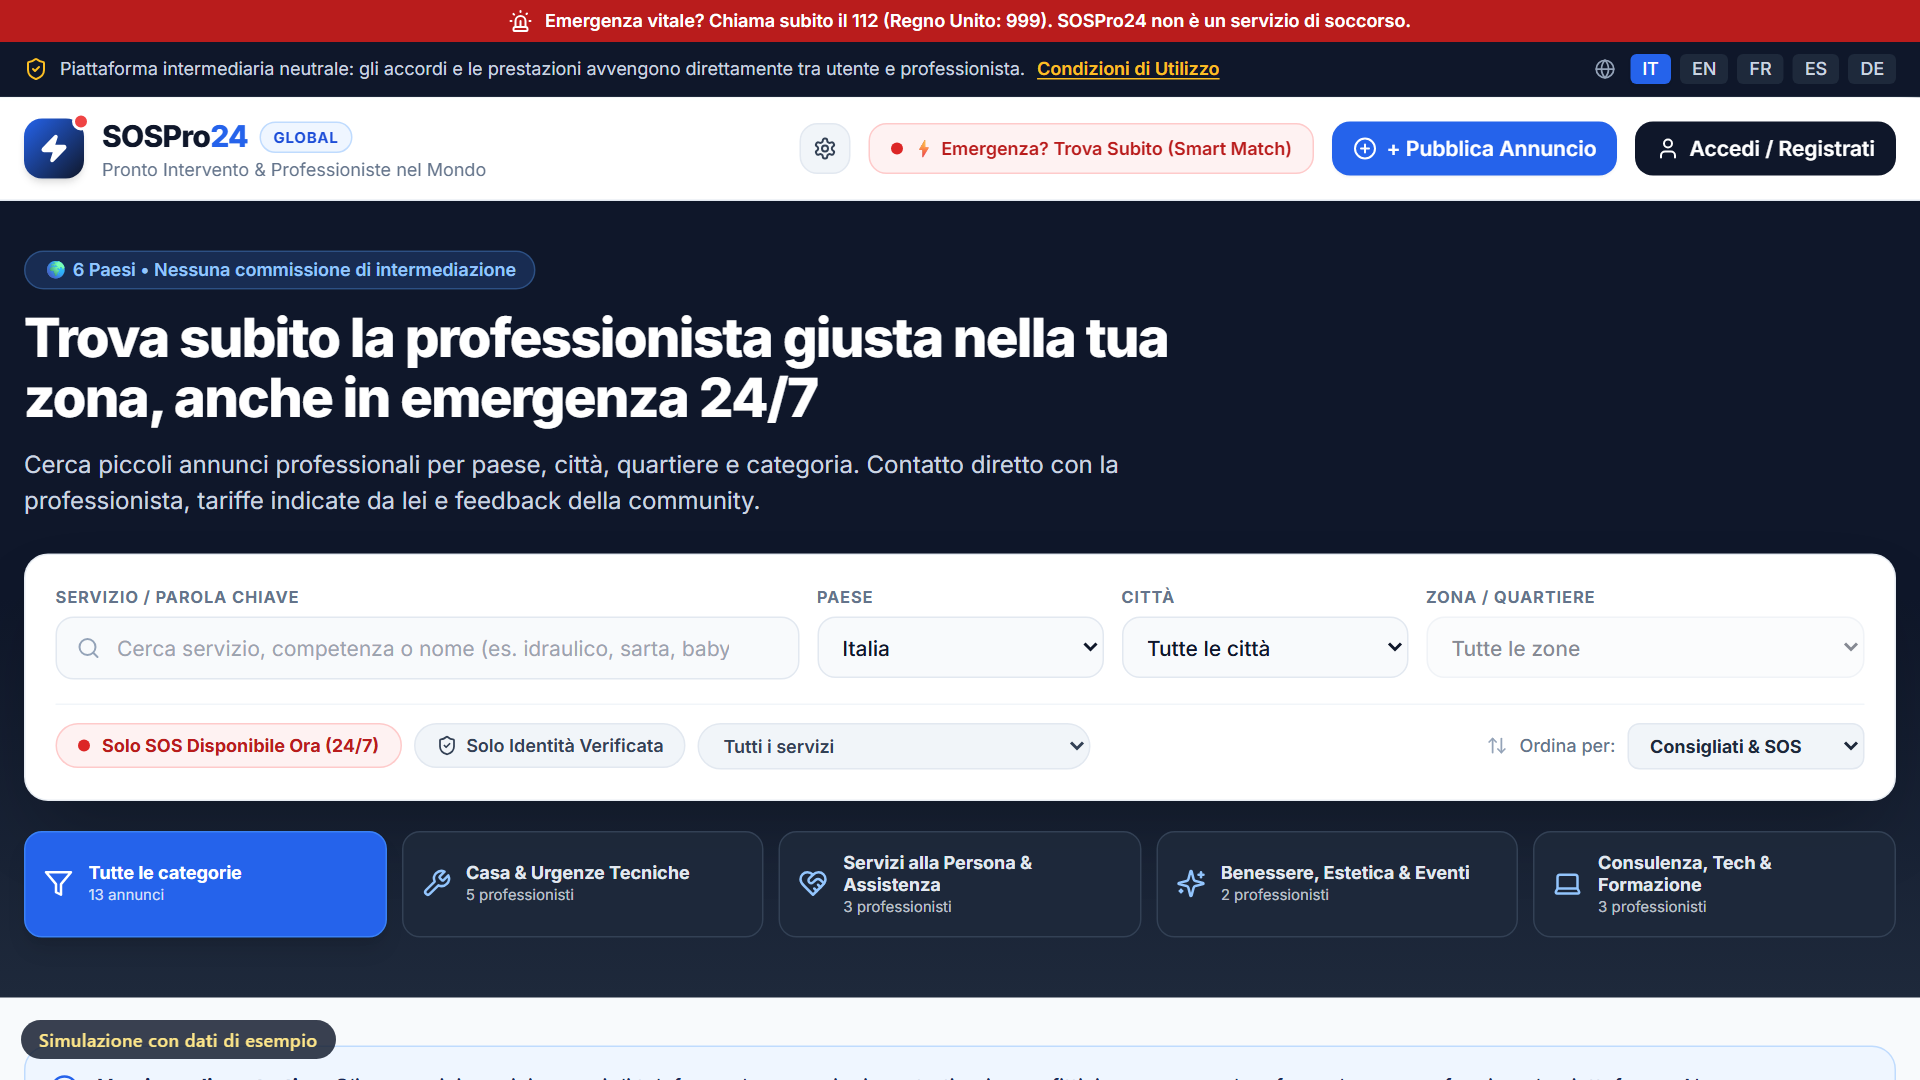 Emergenza vitale? Chiama subito il 112 (Regno Unito: 999). SOSPro24 non è un servizio di soccorso.
Piattaforma intermediaria neutrale: gli accordi e le prestazioni avvengono direttamente tra utente e professionista. Condizioni di Utilizzo
IT EN FR ES DE
SOSPro24 GLOBAL
Pronto Intervento & Professioniste nel Mondo
Emergenza? Trova Subito (Smart Match)
+ Pubblica Annuncio
Accedi / Registrati
6 Paesi • Nessuna commissione di intermediazione
Trova subito la professionista giusta nella tua
zona, anche in emergenza 24/7
Cerca piccoli annunci professionali per paese, città, quartiere e categoria. Contatto diretto con la
professionista, tariffe indicate da lei e feedback della community.
SERVIZIO / PAROLA CHIAVE
Cerca servizio, competenza o nome (es. idraulico, sarta, baby
PAESE
Italia
CITTÀ
Tutte le città
ZONA / QUARTIERE
Tutte le zone
Solo SOS Disponibile Ora (24/7)
Solo Identità Verificata
Tutti i servizi
Ordina per:
Consigliati & SOS
Tutte le categorie
13 annunci
Casa & Urgenze Tecniche
5 professionisti
Servizi alla Persona &
Assistenza
3 professionisti
Benessere, Estetica & Eventi
2 professionisti
Consulenza, Tech &
Formazione
3 professionisti
Simulazione con dati di esempio